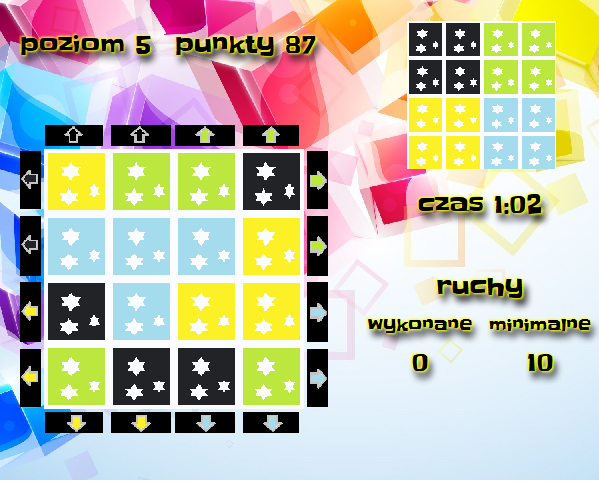 poziom 5 punkty 87
czas 1:02
ruchy
wykonane minimalne
0 10